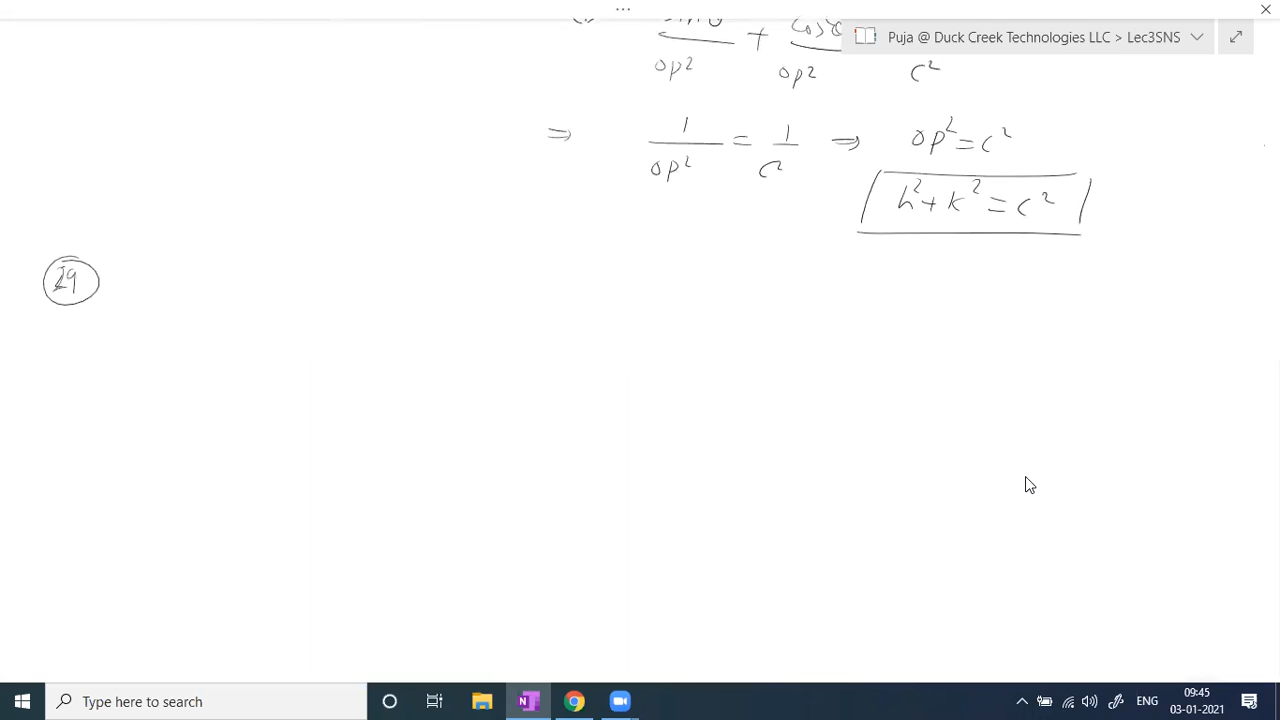 Puja @ Duck Creek Technologies LLC > Lec3SNS
+
OP² OP² C²
⇒ 1/OP² = 1/C² ⇒ OP² = C²
h² + k² = C²
29
Type here to search
ENG
09:45
03-01-2021